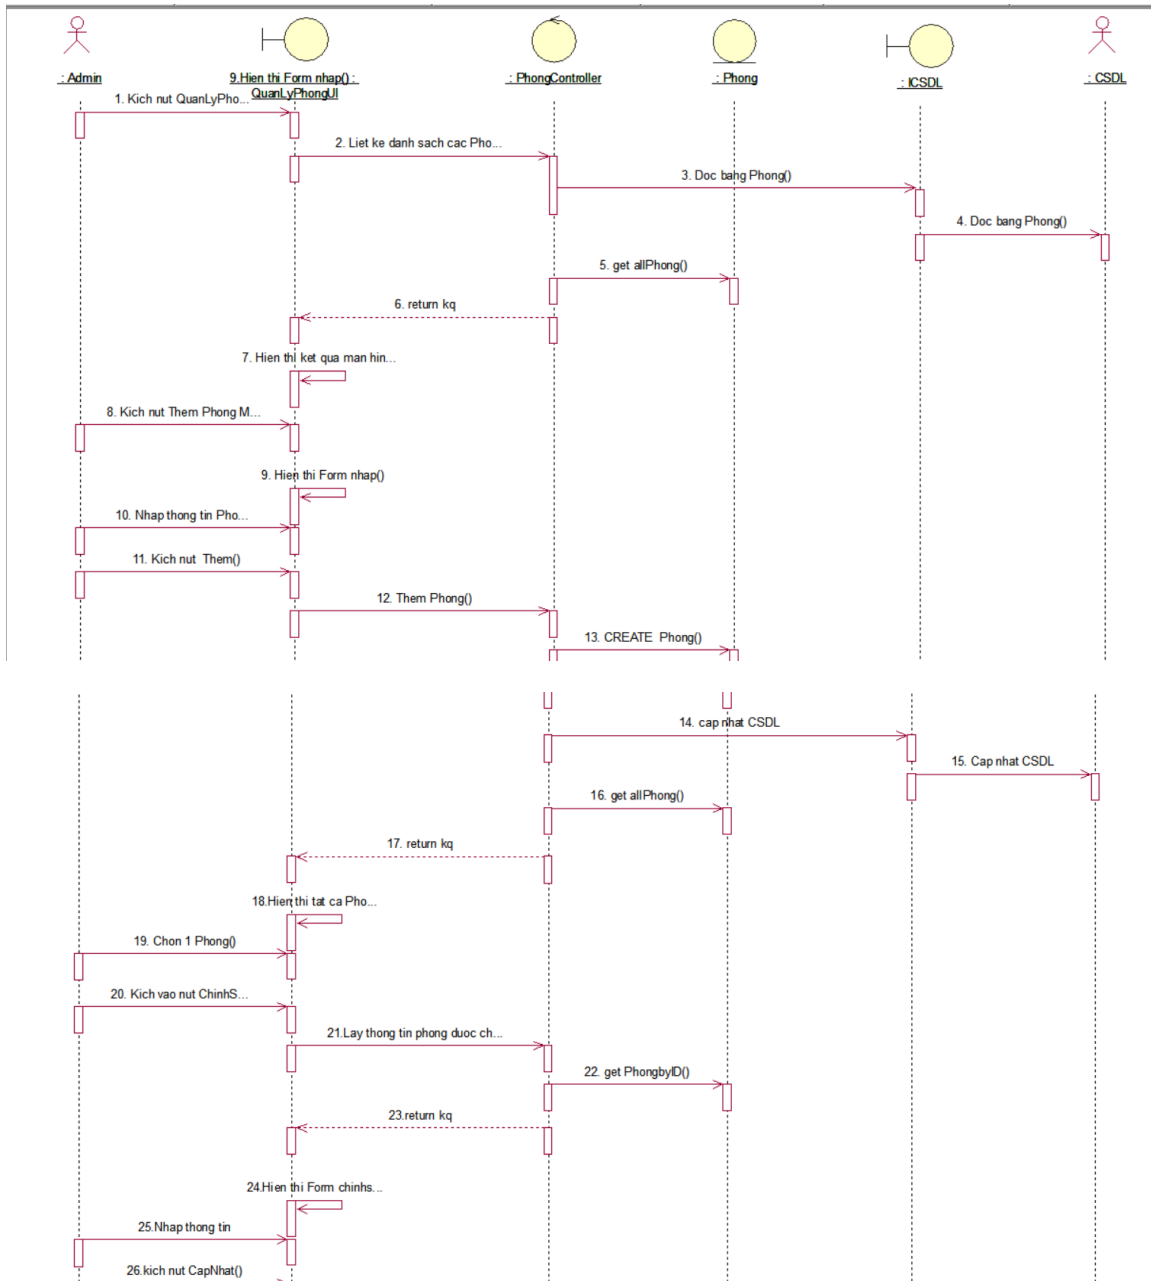 : Admin
9.Hien thi Form nhap() :
QuanLyPhongUI
: PhongController
: Phong
: ICSDL
: CSDL
1. Kich nut QuanLyPho...
2. Liet ke danh sach cac Pho...
3. Doc bang Phong()
4. Doc bang Phong()
5. get allPhong()
6. return kq
7. Hien thi ket qua man hin...
8. Kich nut Them Phong M...
9. Hien thi Form nhap()
10. Nhap thong tin Pho...
11. Kich nut Them()
12. Them Phong()
13. CREATE Phong()
14. cap nhat CSDL
15. Cap nhat CSDL
16. get allPhong()
17. return kq
18.Hien thi tat ca Pho...
19. Chon 1 Phong()
20. Kich vao nut ChinhS...
21.Lay thong tin phong duoc ch...
22. get PhongbyID()
23.return kq
24.Hien thi Form chinhs...
25.Nhap thong tin
26.kich nut CapNhat()